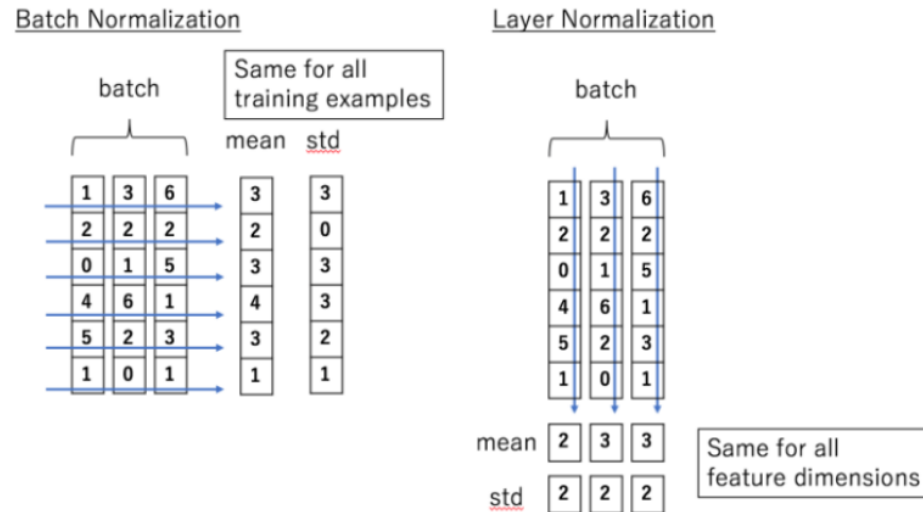 Batch Normalization
batch
Same for all
training examples
mean std
1 3 6 3 3
2 2 2 2 0
0 1 5 3 3
4 6 1 4 3
5 2 3 3 2
1 0 1 1 1
Layer Normalization
batch
1 3 6
2 2 2
0 1 5
4 6 1
5 2 3
1 0 1
mean 2 3 3
std 2 2 2
Same for all
feature dimensions